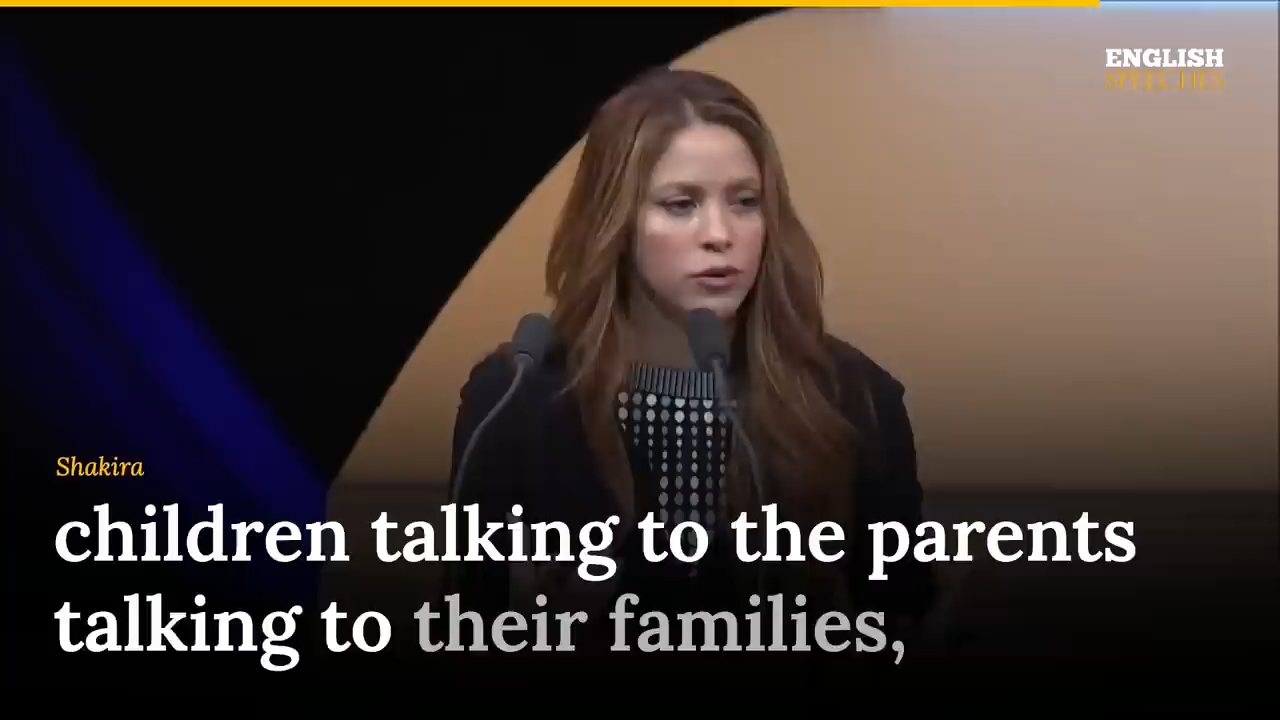 ENGLISH
SPEECHES
Shakira
children talking to the parents
talking to their families,